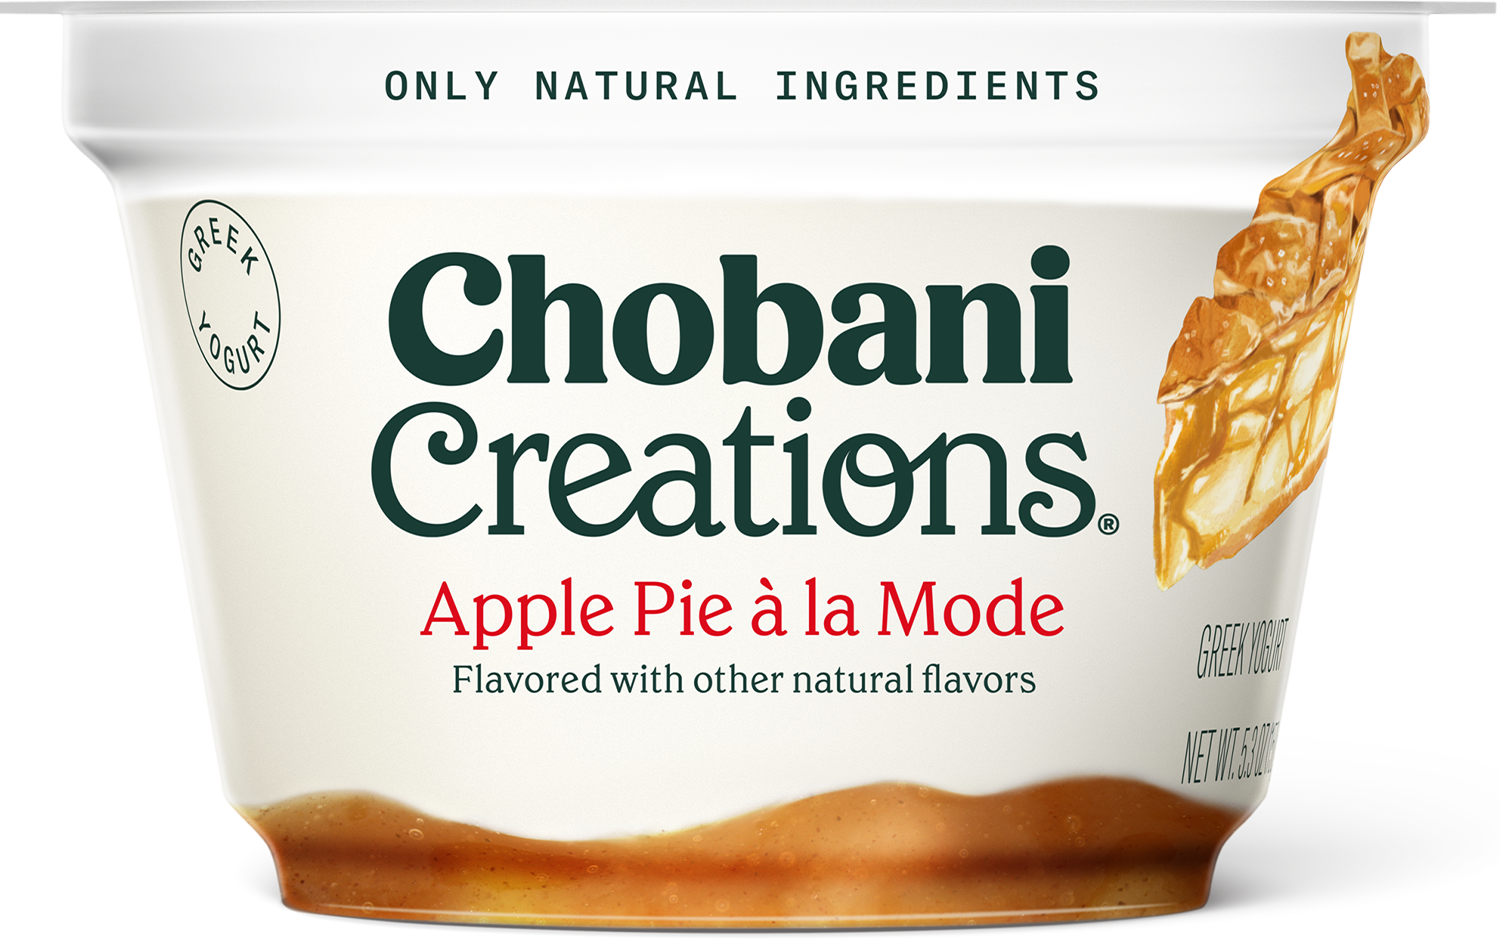 ONLY NATURAL INGREDIENTS
GREEK
YOGURT
Chobani
Creations®
Apple Pie à la Mode
Flavored with other natural flavors
GREEK YOGURT
NET WT. 5.3 OZ